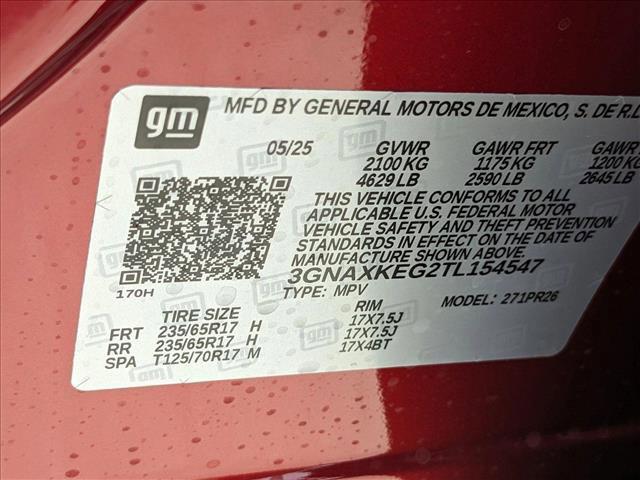 gm
MFD BY GENERAL MOTORS DE MEXICO, S. DE R.L
05/25 GVWR GAWR FRT GAWR
2100 KG 1175 KG 1200 KG
4629 LB 2590 LB 2645 LB
THIS VEHICLE CONFORMS TO ALL
APPLICABLE U.S. FEDERAL MOTOR
VEHICLE SAFETY AND THEFT PREVENTION
STANDARDS IN EFFECT ON THE DATE OF
MANUFACTURE SHOWN ABOVE.
3GNAXKEG2TL154547
170H
TYPE: MPV MODEL: 271PR26
TIRE SIZE RIM
FRT 235/65R17 H 17X7.5J
RR 235/65R17 H 17X7.5J
SPA T125/70R17 M 17X4BT